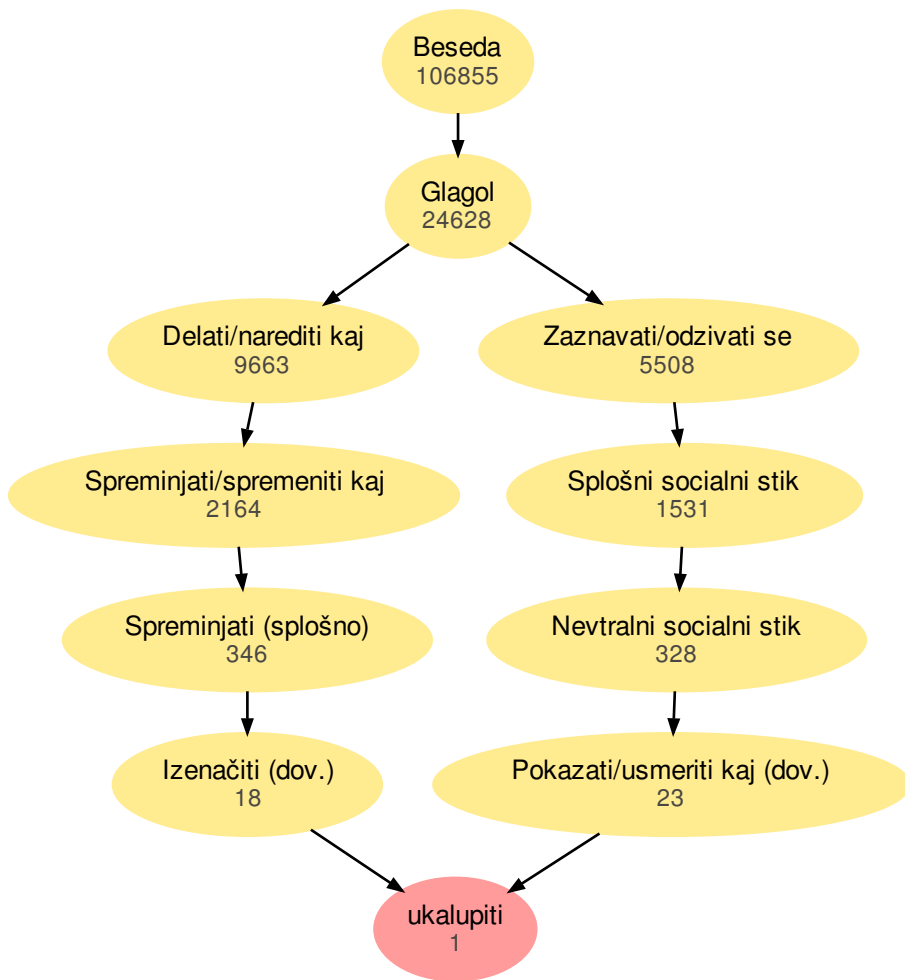 Beseda
106855
Glagol
24628
Delati/narediti kaj
9663
Zaznavati/odzivati se
5508
Spreminjati/spremeniti kaj
2164
Splošni socialni stik
1531
Spreminjati (splošno)
346
Nevtralni socialni stik
328
Izenačiti (dov.)
18
Pokazati/usmeriti kaj (dov.)
23
ukalupiti
1